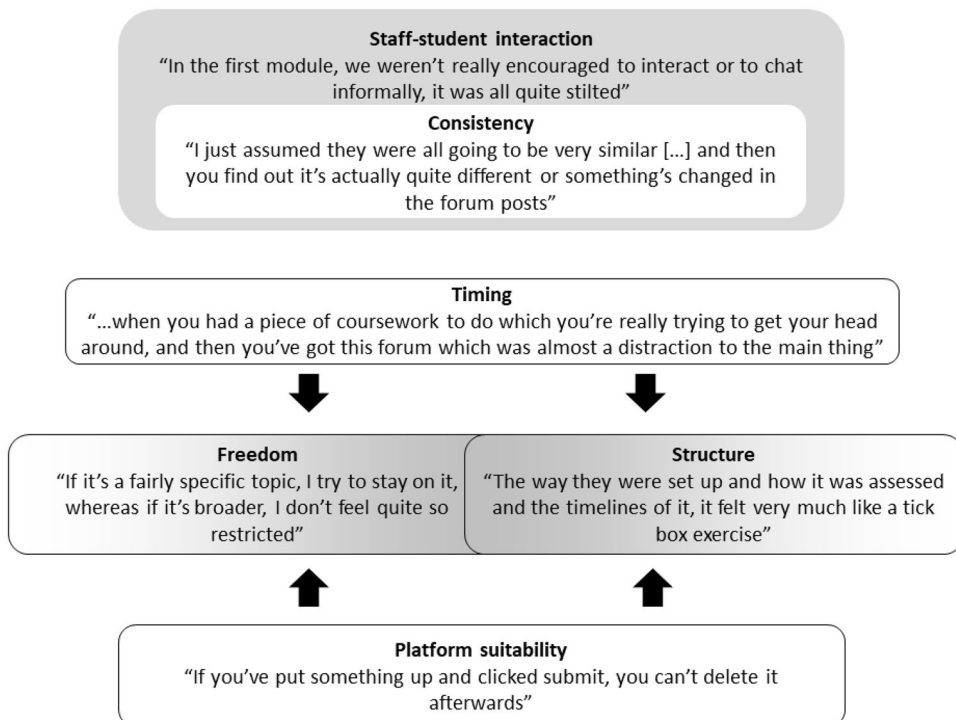 Staff-student interaction
“In the first module, we weren’t really encouraged to interact or to chat
informally, it was all quite stilted”
Consistency
“I just assumed they were all going to be very similar [...] and then
you find out it’s actually quite different or something’s changed in
the forum posts”
Timing
“...when you had a piece of coursework to do which you’re really trying to get your head
around, and then you’ve got this forum which was almost a distraction to the main thing”
Freedom
“If it’s a fairly specific topic, I try to stay on it,
whereas if it’s broader, I don’t feel quite so
restricted”
Structure
“The way they were set up and how it was assessed
and the timelines of it, it felt very much like a tick
box exercise”
Platform suitability
“If you’ve put something up and clicked submit, you can’t delete it
afterwards”